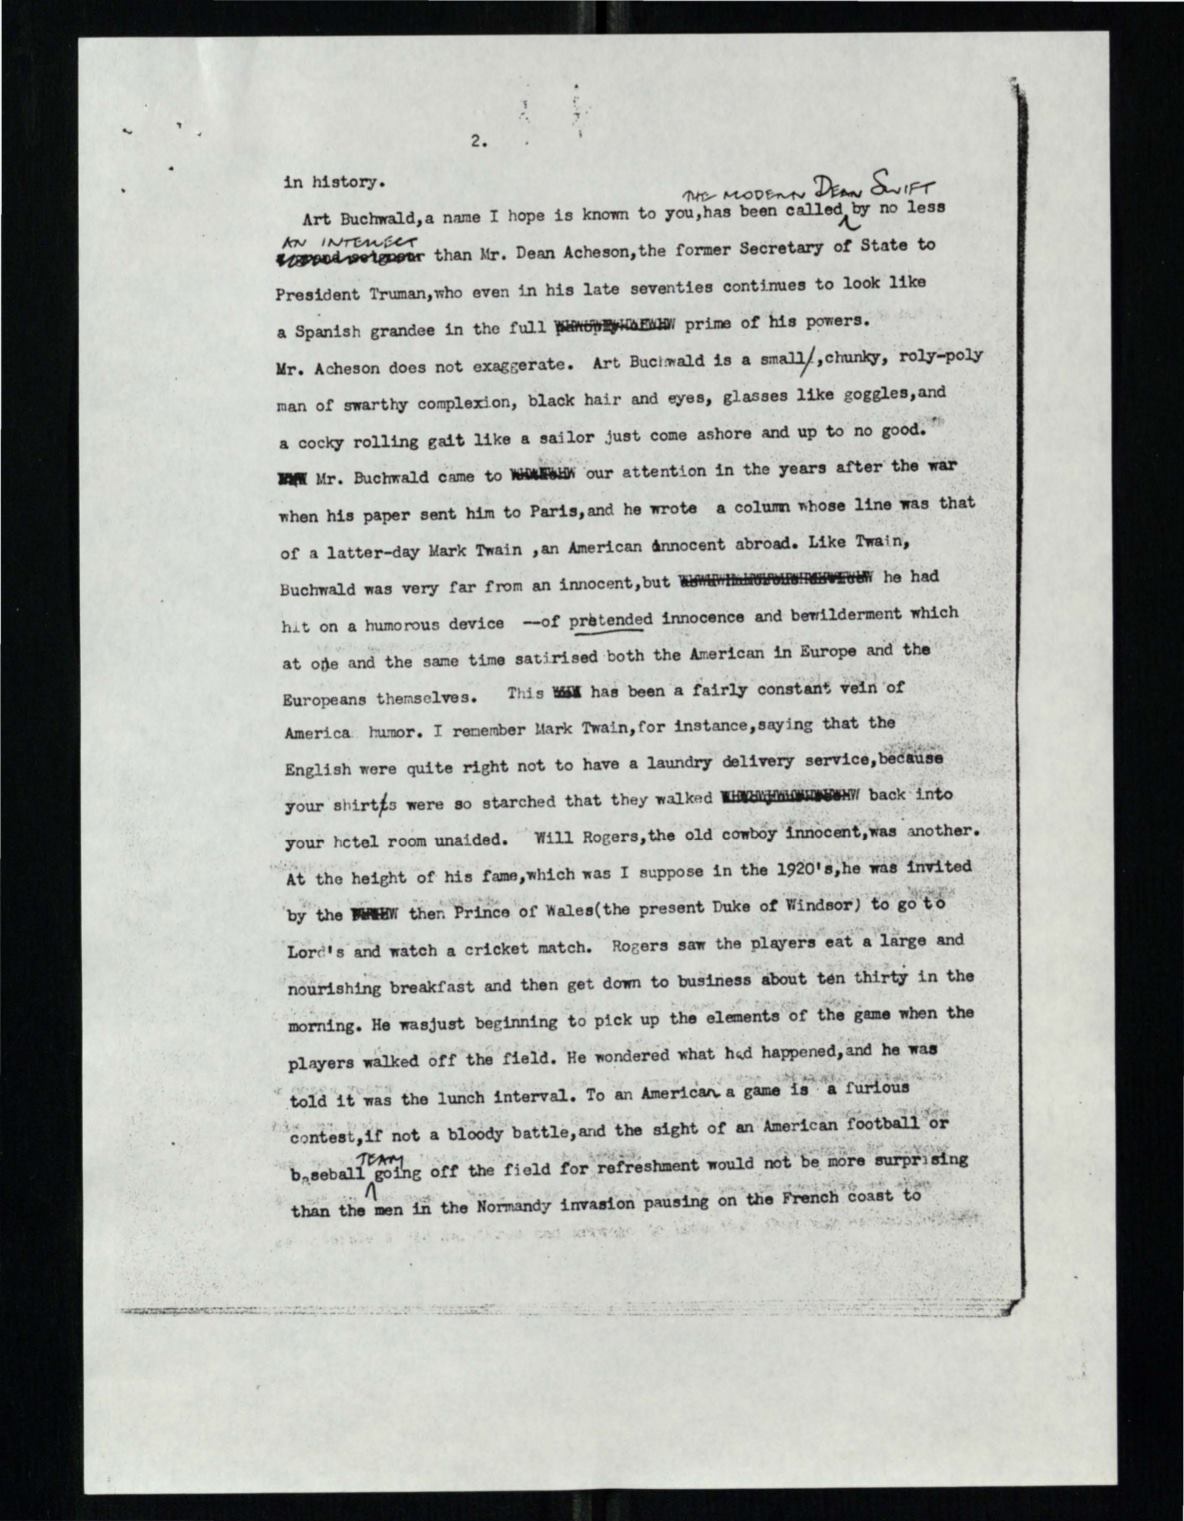 2.
in history.
THE MODERN DEAN SWIFT
Art Buchwald,a name I hope is known to you,has been called by no less
AN INTELLECT
than Mr. Dean Acheson,the former Secretary of State to
President Truman,who even in his late seventies continues to look like
a Spanish grandee in the full prime of his powers.
Mr. Acheson does not exaggerate. Art Buchwald is a small,chunky, roly-poly
man of swarthy complexion, black hair and eyes, glasses like goggles,and
a cocky rolling gait like a sailor just come ashore and up to no good.
Mr. Buchwald came to our attention in the years after the war
when his paper sent him to Paris,and he wrote a column whose line was that
of a latter-day Mark Twain ,an American innocent abroad. Like Twain,
Buchwald was very far from an innocent,but he had
hit on a humorous device --of pretended innocence and bewilderment which
at one and the same time satirised both the American in Europe and the
Europeans themselves. This has been a fairly constant vein of
America humor. I remember Mark Twain,for instance,saying that the
English were quite right not to have a laundry delivery service,because
your shirts were so starched that they walked back into
your hotel room unaided. Will Rogers,the old cowboy innocent,was another.
At the height of his fame,which was I suppose in the 1920's,he was invited
by the then Prince of Wales(the present Duke of Windsor) to go to
Lord's and watch a cricket match. Rogers saw the players eat a large and
nourishing breakfast and then get down to business about ten thirty in the
morning. He wasjust beginning to pick up the elements of the game when the
players walked off the field. He wondered what had happened,and he was
told it was the lunch interval. To an American a game is a furious
contest,if not a bloody battle,and the sight of an American football or
TEAM
baseball going off the field for refreshment would not be more surprising
than the men in the Normandy invasion pausing on the French coast to